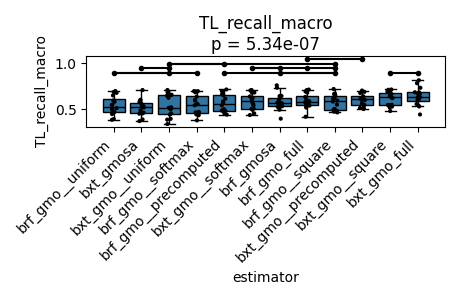 TL_recall_macro
p = 5.34e-07
TL_recall_macro
1.0
0.5
brf_gmo__uniform
bxt_gmosa
bxt_gmo__uniform
brf_gmo__softmax
brf_gmo__precomputed
bxt_gmo__softmax
brf_gmosa
brf_gmo_full
brf_gmo__square
bxt_gmo__precomputed
bxt_gmo__square
bxt_gmo_full
estimator